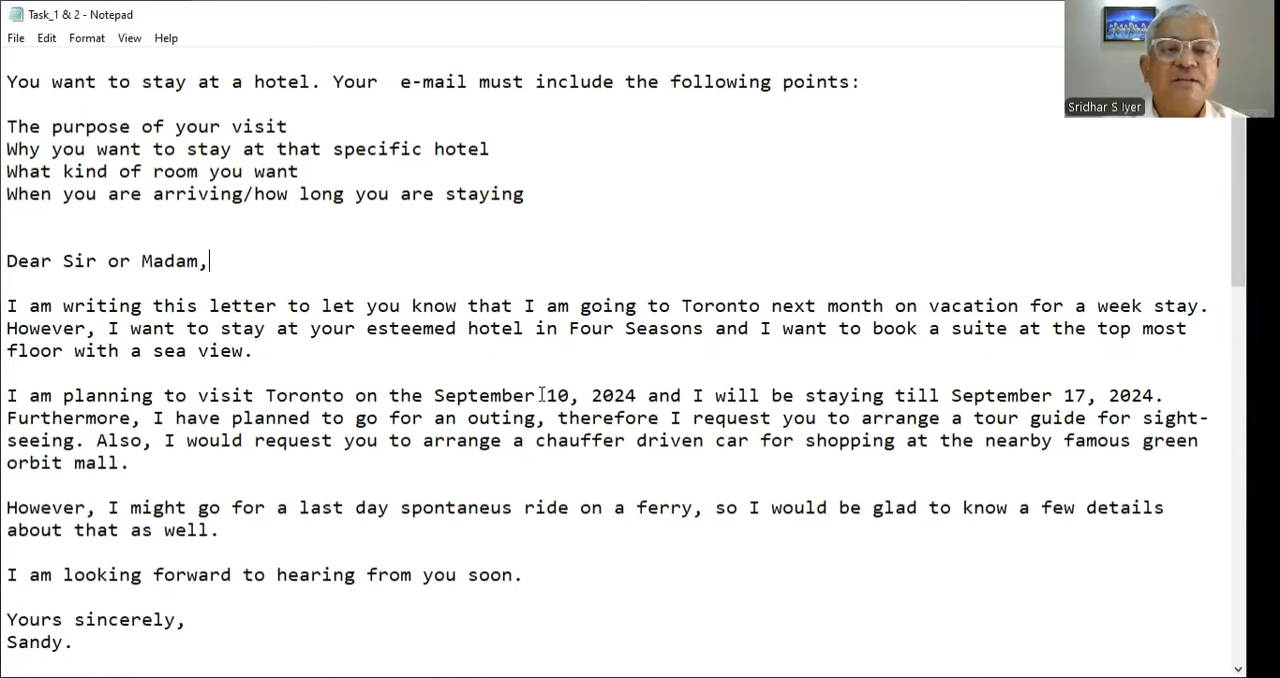 Task_1 & 2 - Notepad
File Edit Format View Help
You want to stay at a hotel. Your  e-mail must include the following points:
The purpose of your visit
Why you want to stay at that specific hotel
What kind of room you want
When you are arriving/how long you are staying
Dear Sir or Madam,
I am writing this letter to let you know that I am going to Toronto next month on vacation for a week stay.
However, I want to stay at your esteemed hotel in Four Seasons and I want to book a suite at the top most
floor with a sea view.
I am planning to visit Toronto on the September 10, 2024 and I will be staying till September 17, 2024.
Furthermore, I have planned to go for an outing, therefore I request you to arrange a tour guide for sight-
seeing. Also, I would request you to arrange a chauffer driven car for shopping at the nearby famous green
orbit mall.
However, I might go for a last day spontaneus ride on a ferry, so I would be glad to know a few details
about that as well.
I am looking forward to hearing from you soon.
Yours sincerely,
Sandy.
Sridhar S Iyer